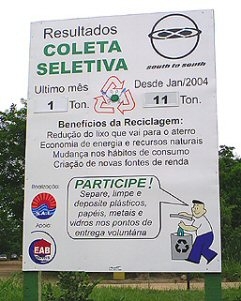 Resultados
COLETA
SELETIVA
south to south
Ultimo mês Desde Jan/2004
1 Ton. 11 Ton.
Benefícios da Reciclagem:
Redução do lixo que vai para o aterro
Economia de energia e recursos naturais
Mudança nos hábitos de consumo
Criação de novas fontes de renda
Realização:
PARTICIPE!
Separe, limpe e
deposite plásticos,
papéis, metais e
vidros nos pontos de
entrega voluntária
Apoio:
EAB